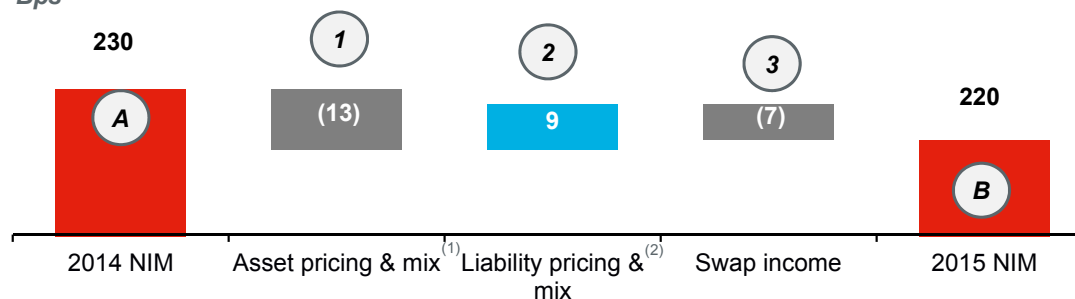 Bps
230
1
2
3
220
A
(13)
9
(7)
B
2014 NIM
Asset pricing & mix(1)
Liability pricing &(2)
mix
Swap income
2015 NIM